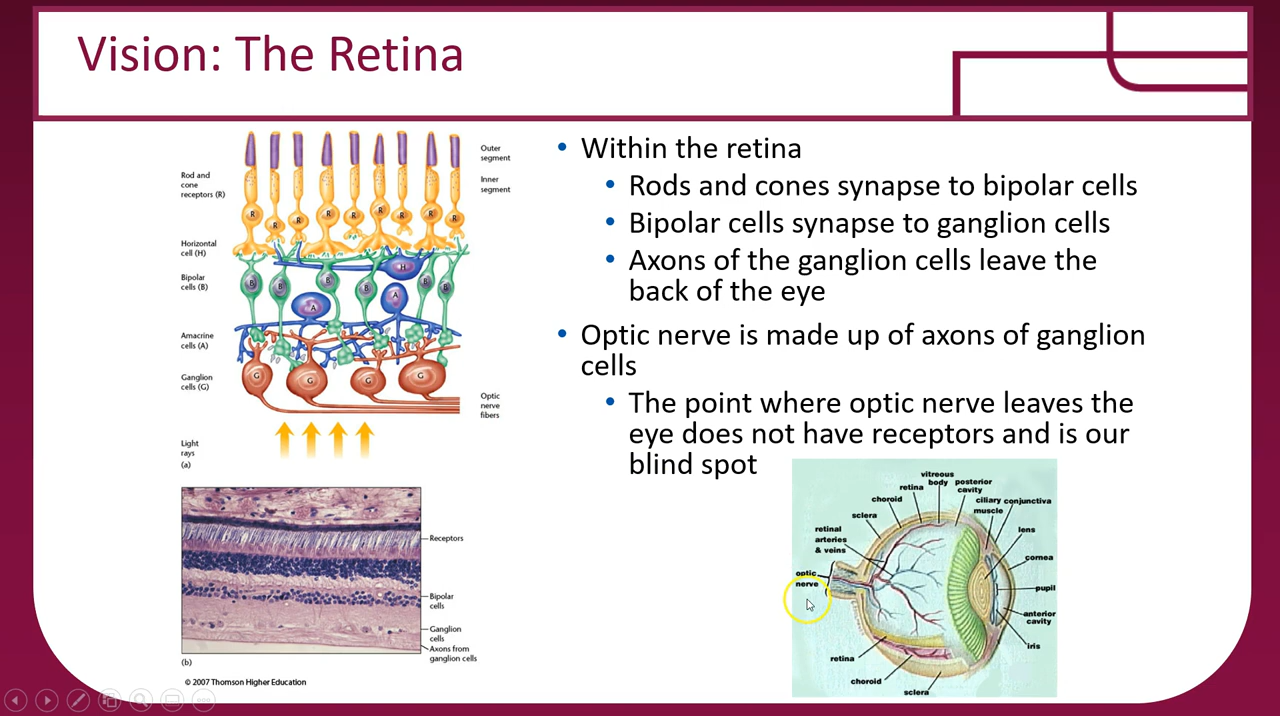 Vision: The Retina
Rod and
cone
receptors (R)
Horizontal
cell (H)
Bipolar
cells (B)
Amacrine
cells (A)
Ganglion
cells (G)
Light
rays
(a)
Outer
segment
Inner
segment
Optic
nerve
fibers
R R R R R R R R
H
B B B B B B
A A
G G G G
Receptors
Bipolar
cells
Ganglion
cells
Axons from
ganglion cells
(b)
© 2007 Thomson Higher Education
• Within the retina
• Rods and cones synapse to bipolar cells
• Bipolar cells synapse to ganglion cells
• Axons of the ganglion cells leave the
back of the eye
• Optic nerve is made up of axons of ganglion
cells
• The point where optic nerve leaves the
eye does not have receptors and is our
blind spot
vitreous
body
posterior
cavity
retina
choroid
sclera
ciliary
muscle
conjunctiva
retinal
arteries
& veins
lens
cornea
optic
nerve
pupil
anterior
cavity
iris
retina
choroid
sclera